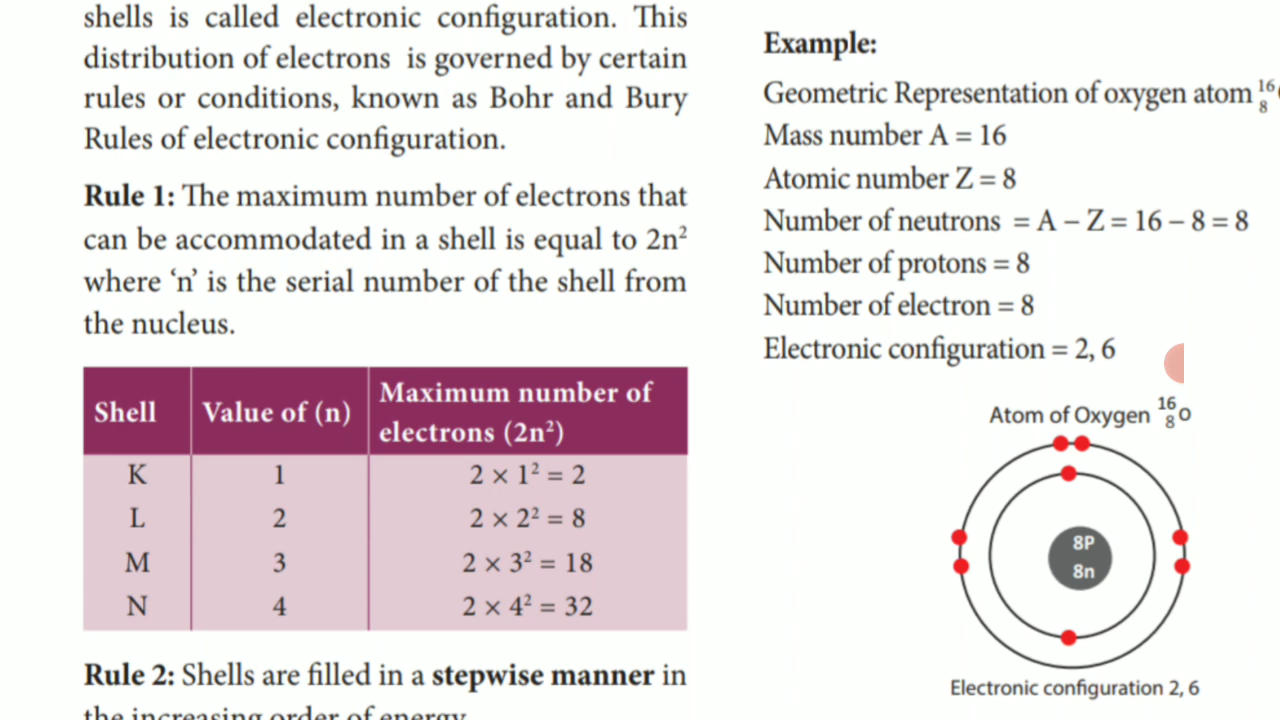 shells is called electronic configuration. This
distribution of electrons is governed by certain
rules or conditions, known as Bohr and Bury
Rules of electronic configuration.
Rule 1: The maximum number of electrons that
can be accommodated in a shell is equal to 2n²
where ‘n’ is the serial number of the shell from
the nucleus.
Shell Value of (n) Maximum number of electrons (2n²)
K 1 2 × 1² = 2
L 2 2 × 2² = 8
M 3 2 × 3² = 18
N 4 2 × 4² = 32
Rule 2: Shells are filled in a stepwise manner in
the increasing order of energy.
Example:
Geometric Representation of oxygen atom ¹⁶₈
Mass number A = 16
Atomic number Z = 8
Number of neutrons = A – Z = 16 – 8 = 8
Number of protons = 8
Number of electron = 8
Electronic configuration = 2, 6
Atom of Oxygen ¹⁶₈O
8P
8n
Electronic configuration 2, 6